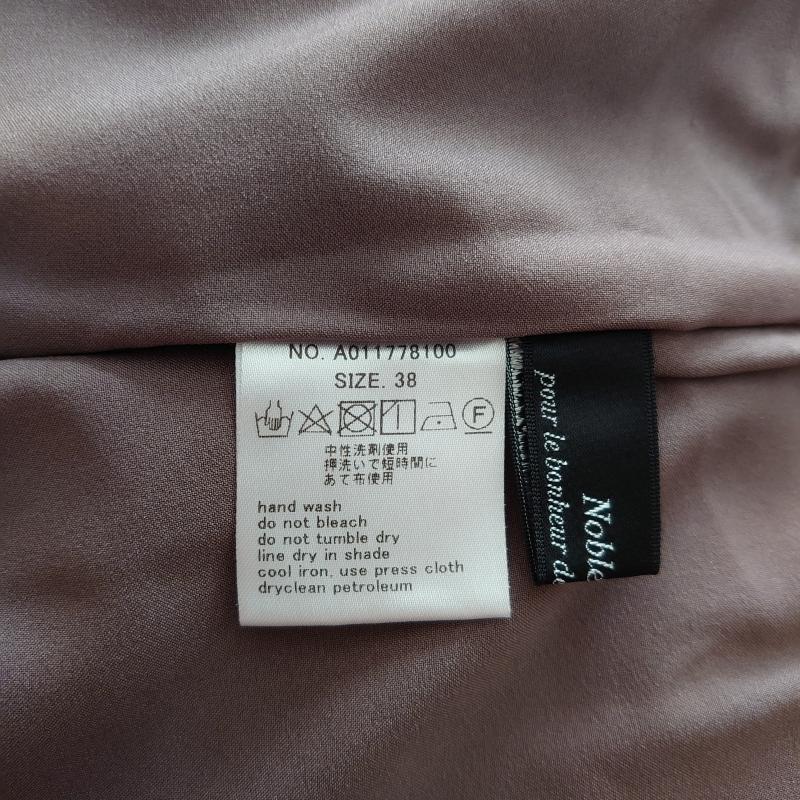 NO. A011778100
SIZE. 38
F
中性洗剤使用
押洗いで短時間に
あて布使用
hand wash
do not bleach
do not tumble dry
line dry in shade
cool iron, use press cloth
dryclean petroleum
Noble
pour le bonheur de